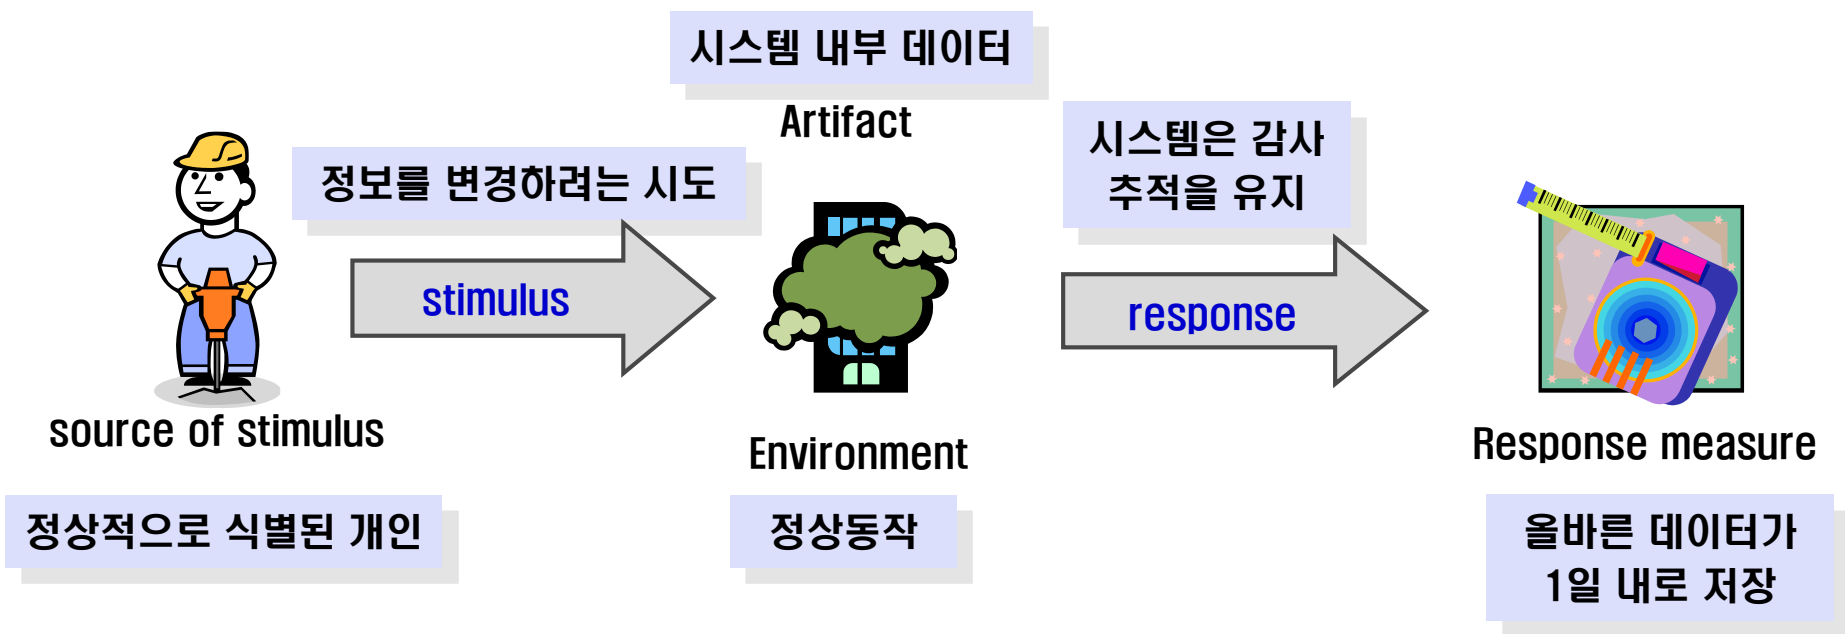 시스템 내부 데이터
Artifact
정보를 변경하려는 시도
시스템은 감사
추적을 유지
stimulus
response
source of stimulus
Environment
Response measure
정상적으로 식별된 개인
정상동작
올바른 데이터가
1일 내로 저장